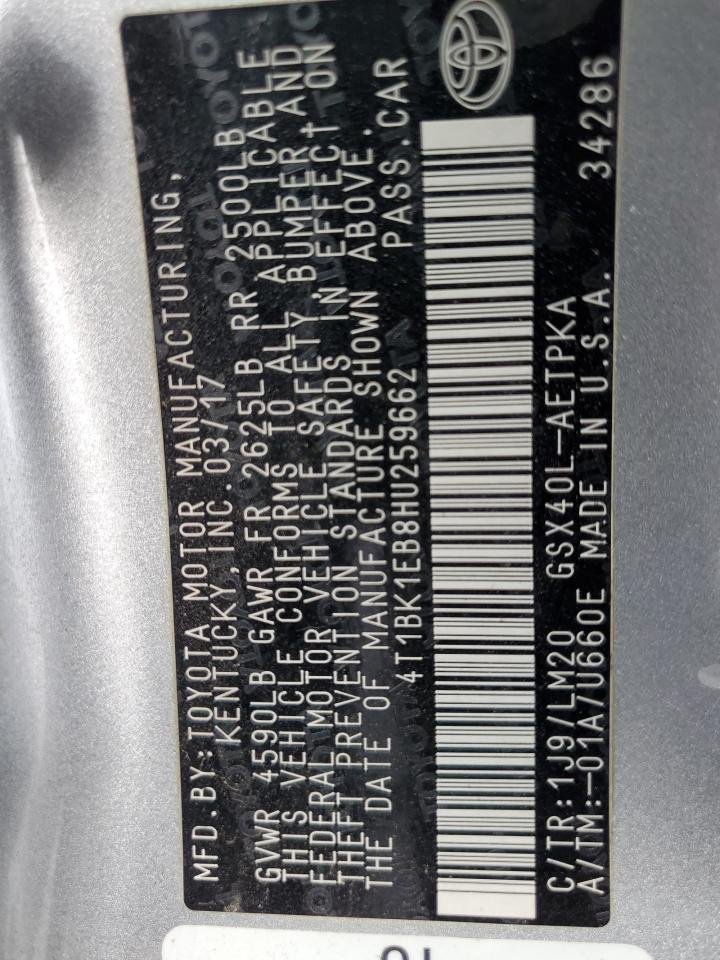 MFD.BY:TOYOTA MOTOR MANUFACTURING,
KENTUCKY,INC. 03/17
GVWR 4590LB GAWR FR 2625LB RR 2500LB
THIS VEHICLE CONFORMS TO ALL APPLICABLE
FEDERAL MOTOR VEHICLE SAFETY, BUMPER, AND
THEFT PREVENTION STANDARDS IN EFFECT ON
THE DATE OF MANUFACTURE SHOWN ABOVE.
4T1BK1EB8HU259662 PASS.CAR
C/TR:1J9/LM20 GSX40L-AETPKA
A/TM:-01A/U660E MADE IN U.S.A. 34286